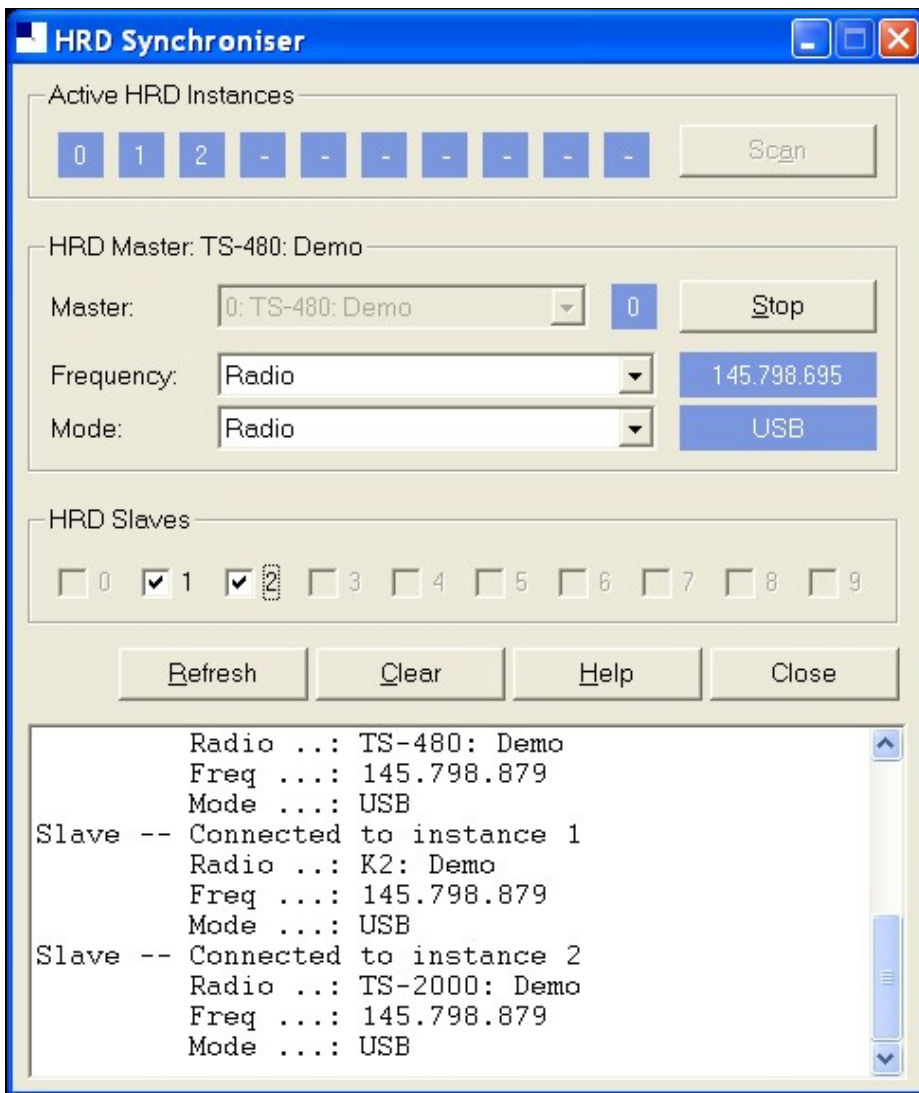 HRD Synchroniser
Active HRD Instances
0 1 2 - - - - - - - Scan
HRD Master: TS-480: Demo
Master: 0: TS-480: Demo 0 Stop
Frequency: Radio 145.798.695
Mode: Radio USB
HRD Slaves
0 1 2 3 4 5 6 7 8 9
Refresh Clear Help Close
Radio ..: TS-480: Demo
Freq ...: 145.798.879
Mode ...: USB
Slave -- Connected to instance 1
Radio ..: K2: Demo
Freq ...: 145.798.879
Mode ...: USB
Slave -- Connected to instance 2
Radio ..: TS-2000: Demo
Freq ...: 145.798.879
Mode ...: USB